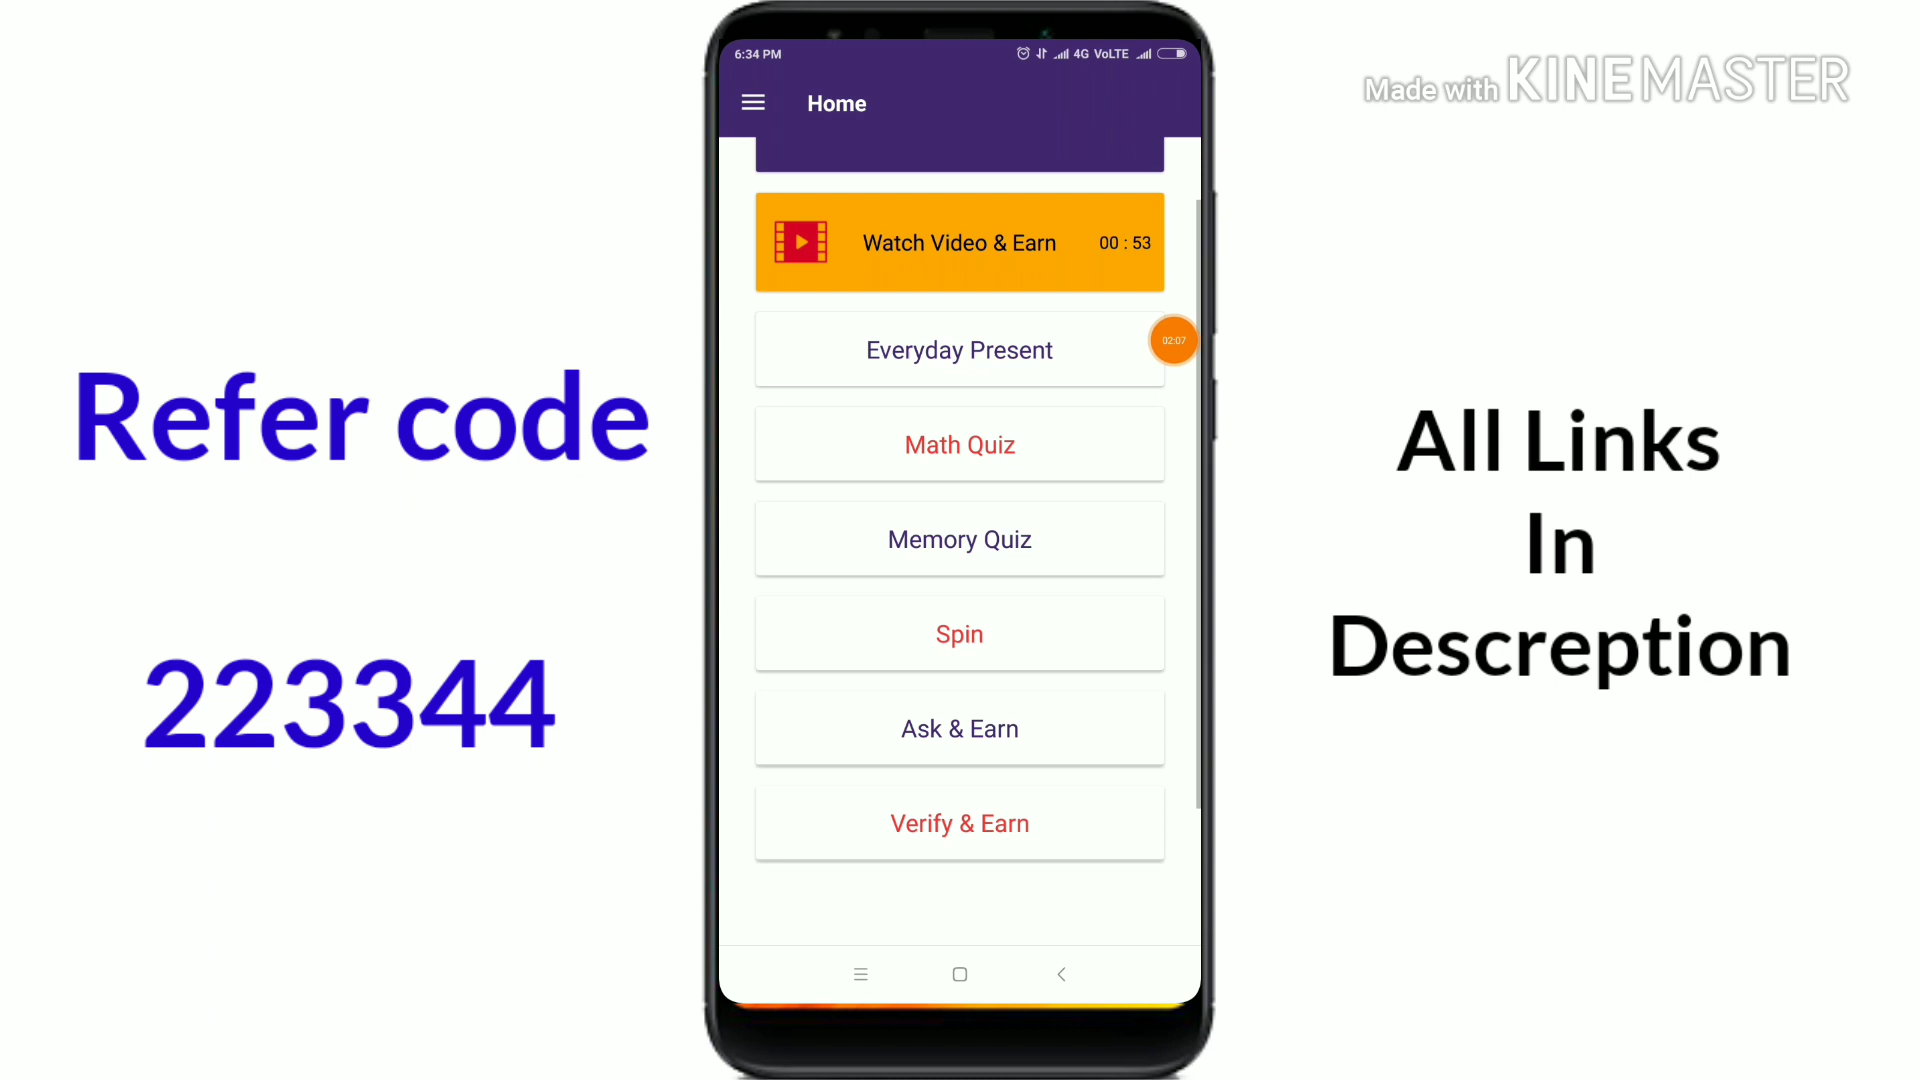 6:34 PM
4G VoLTE
Home
Made with KINEMASTER
Watch Video & Earn
00 : 53
Everyday Present
02:07
Math Quiz
Memory Quiz
Spin
Ask & Earn
Verify & Earn
Refer code
223344
All Links
In
Descreption